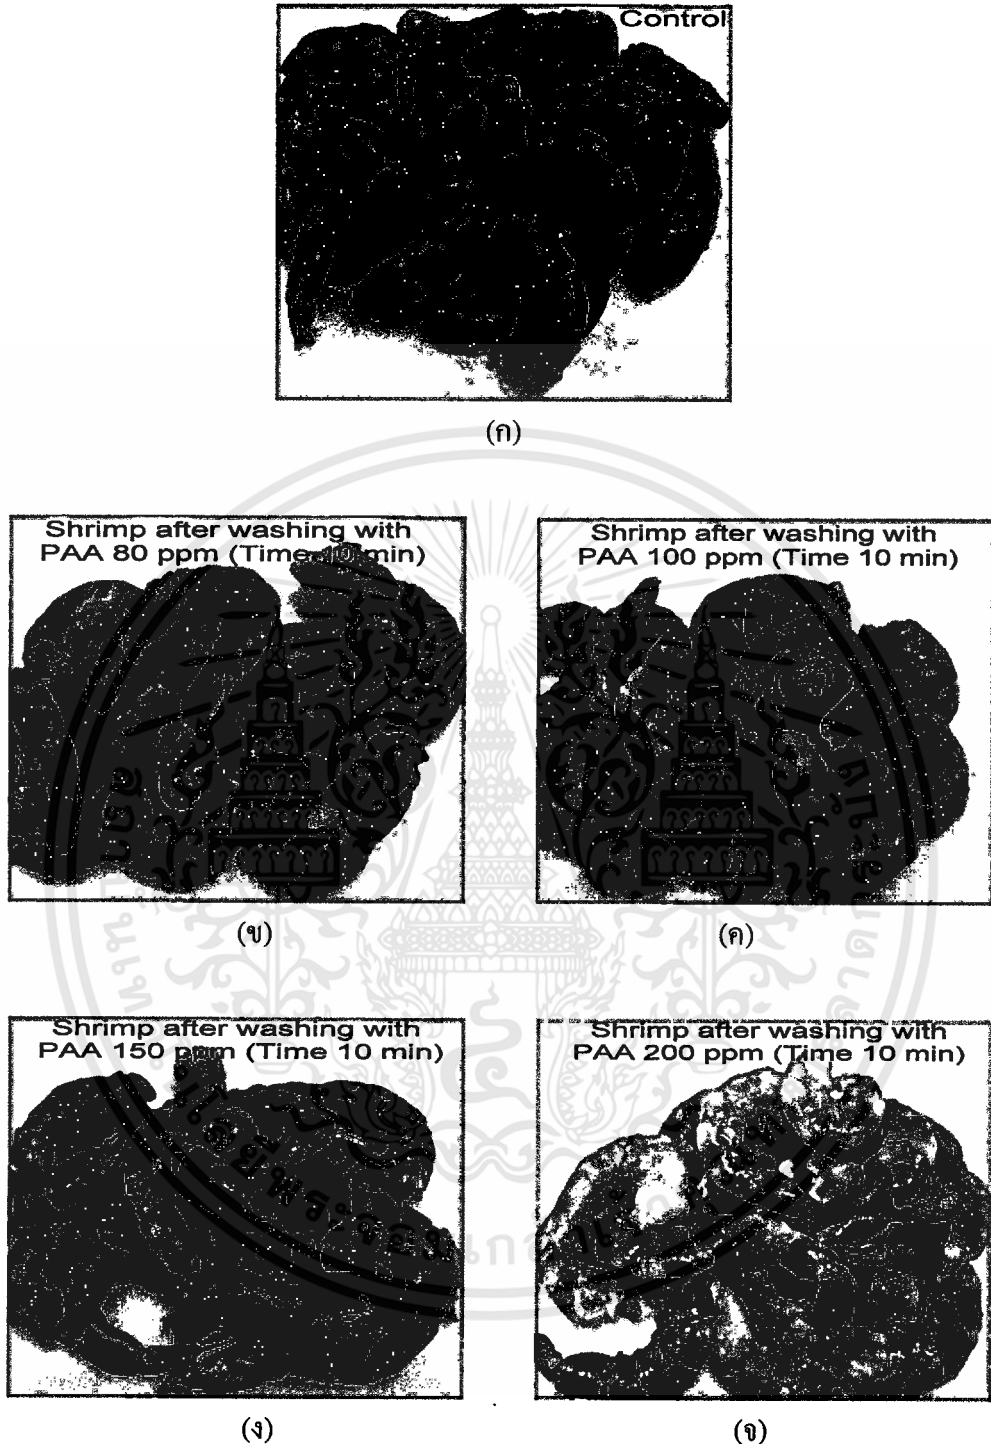 Control
(ก)
Shrimp after washing with
PAA 80 ppm (Time 10 min)
Shrimp after washing with
PAA 100 ppm (Time 10 min)
(ข)
(ค)
Shrimp after washing with
PAA 150 ppm (Time 10 min)
Shrimp after washing with
PAA 200 ppm (Time 10 min)
(ง)
(จ)